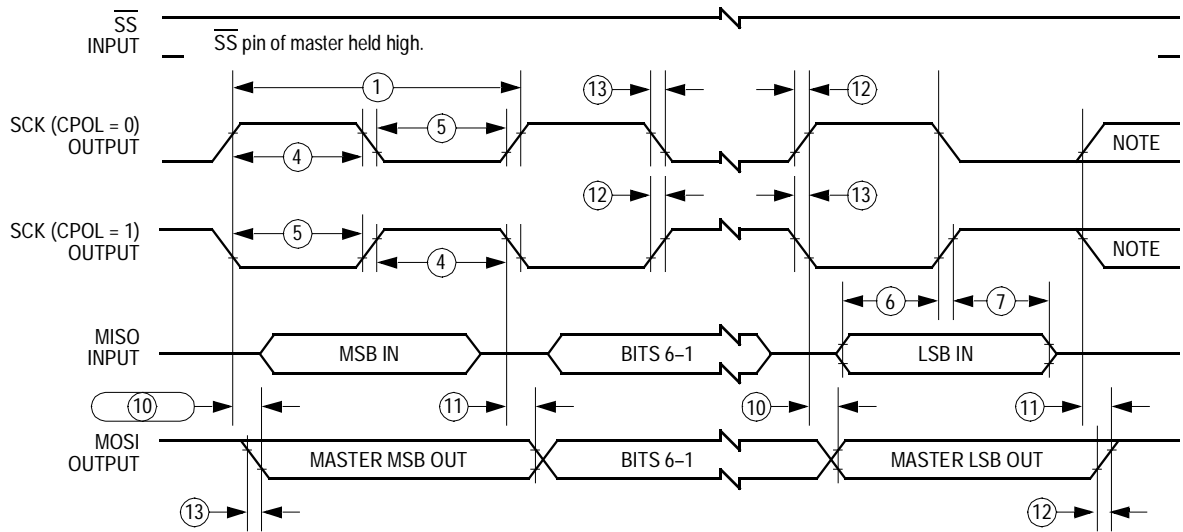 SS
INPUT
SS pin of master held high.
1
13
12
SCK (CPOL = 0)
OUTPUT
5
4
NOTE
12
13
SCK (CPOL = 1)
OUTPUT
5
4
NOTE
6
7
MISO
INPUT
MSB IN
BITS 6–1
LSB IN
10
11
10
11
MOSI
OUTPUT
MASTER MSB OUT
BITS 6–1
MASTER LSB OUT
13
12